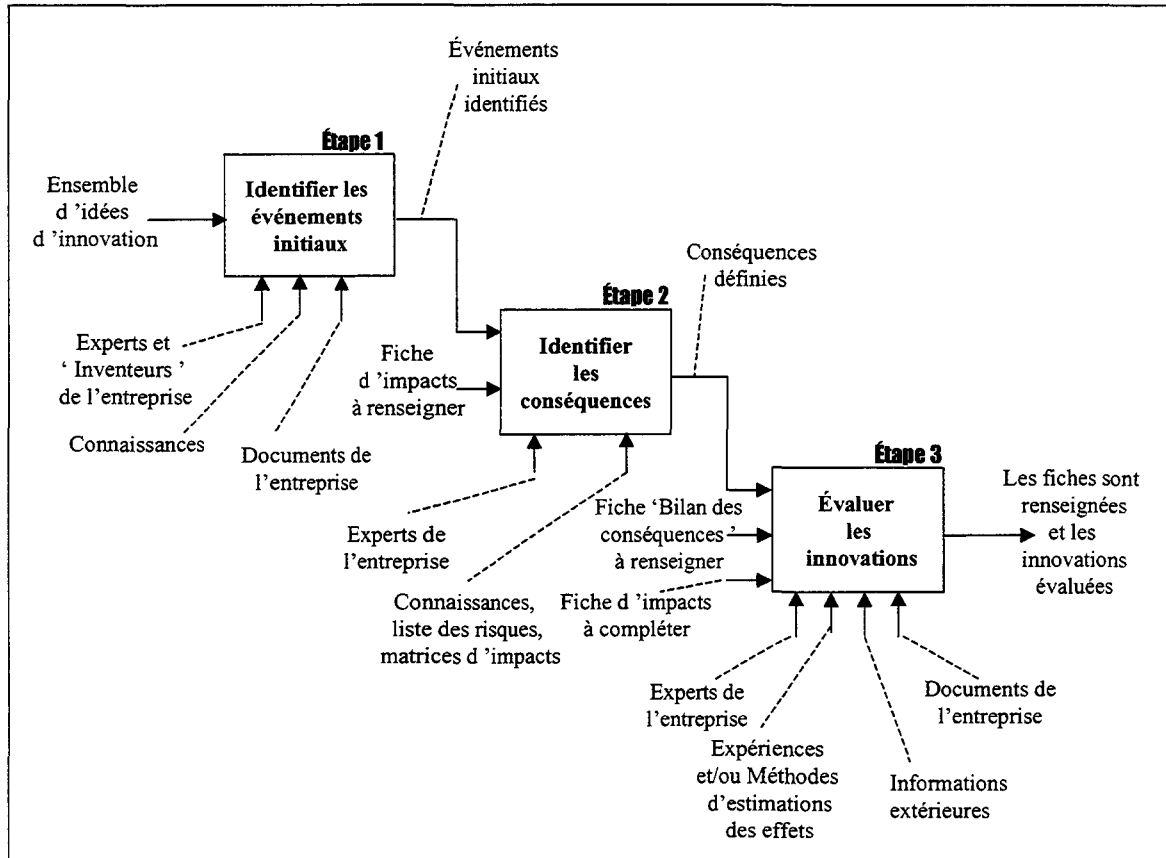 Événements
initiaux
identifiés
Étape 1
Ensemble
d ’idées
d ’innovation
Identifier les
événements
initiaux
Experts et
‘ Inventeurs ’
de l’entreprise
Connaissances
Documents de
l’entreprise
Conséquences
définies
Étape 2
Fiche
d ’impacts
à renseigner
Identifier
les
conséquences
Experts de
l’entreprise
Connaissances,
liste des risques,
matrices d ’impacts
Étape 3
Fiche ‘Bilan des
conséquences ’
à renseigner
Fiche d ’impacts
à compléter
Évaluer
les
innovations
Les fiches sont
renseignées
et les
innovations
évaluées
Experts de
l’entreprise
Expériences
et/ou Méthodes
d’estimations
des effets
Informations
extérieures
Documents de
l’entreprise